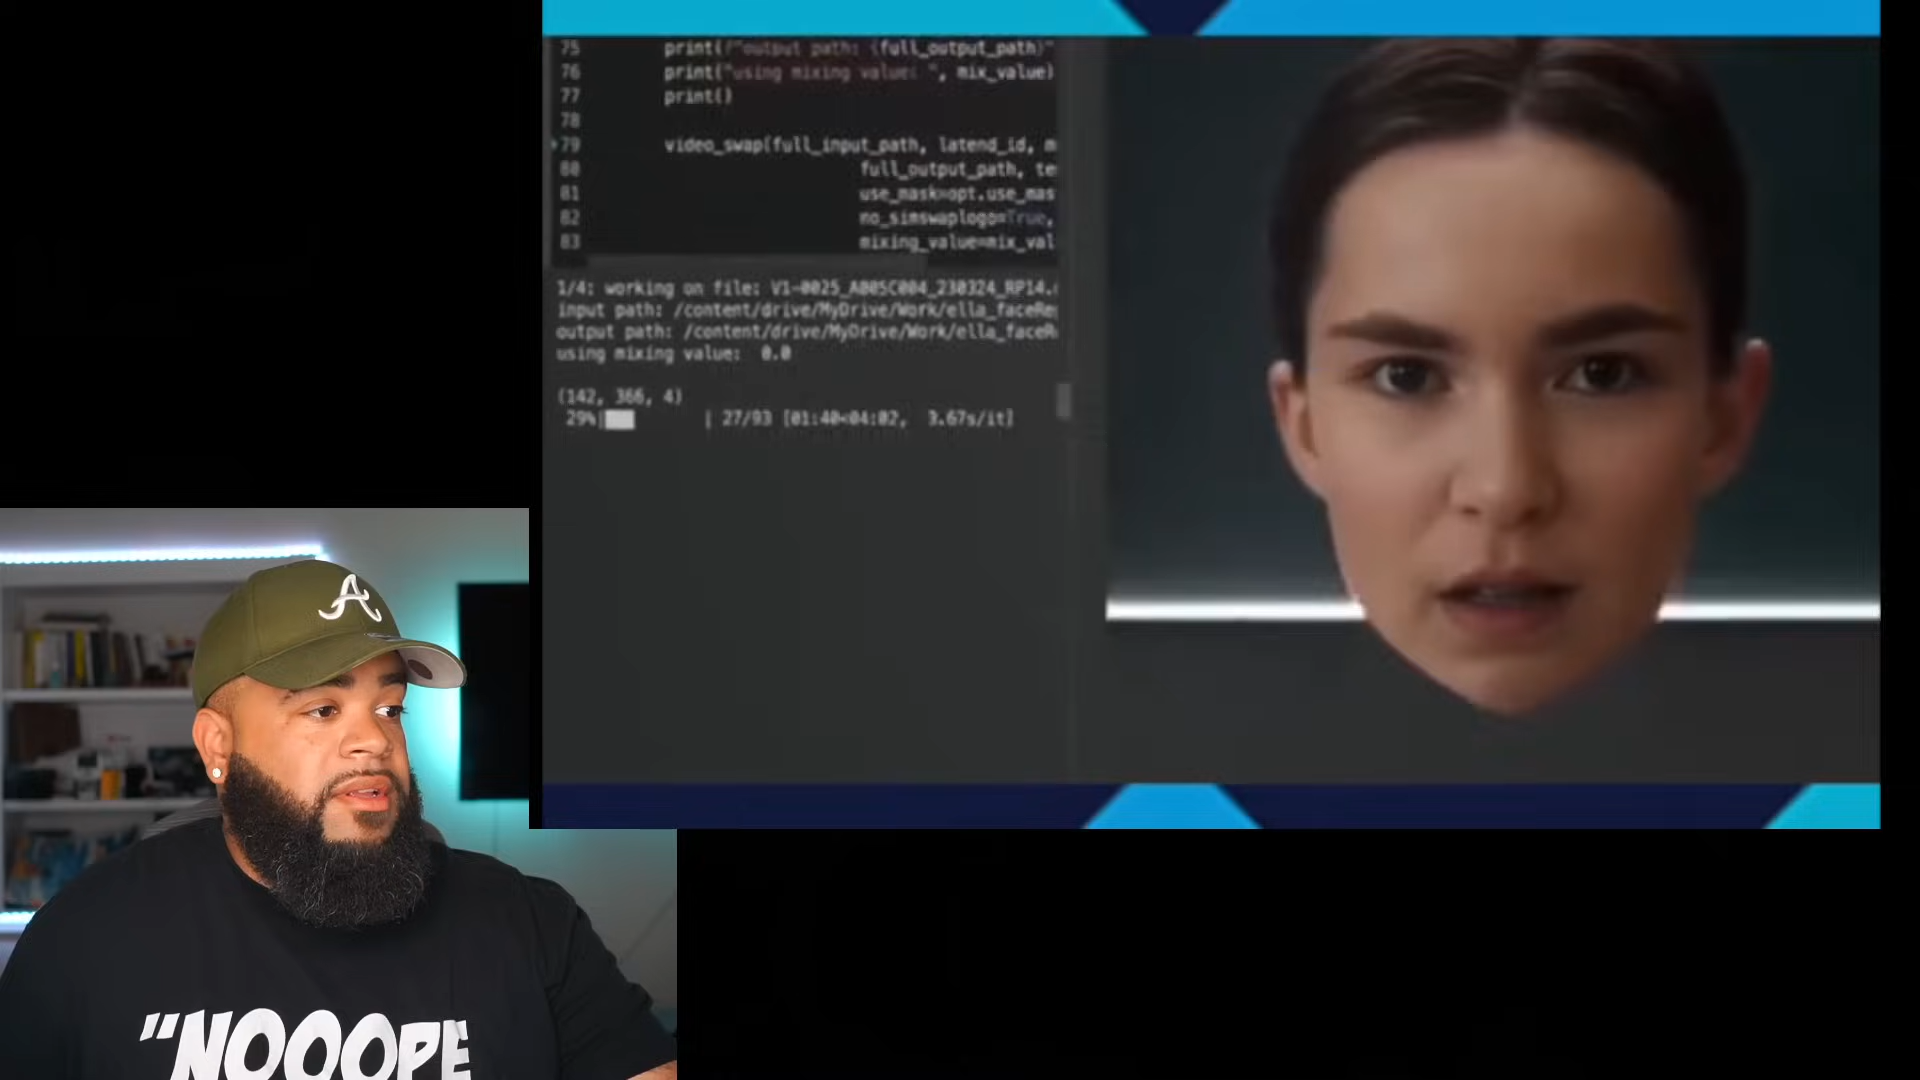 75 print(f"output path: {full_output_path}"
76 print("using mixing value: ", mix_value)
77 print()
78
79 video_swap(full_input_path, latend_id, m
80 full_output_path, te
81 use_mask=opt.use_mas
82 no_simswaplogo=True,
83 mixing_value=mix_val
1/4: working on file: V1-0025_A005C004_230324_RP14.
input path: /content/drive/MyDrive/Work/ella_faceRe
output path: /content/drive/MyDrive/Work/ella_faceR
using mixing value: 0.0
(142, 366, 4)
29%| | 27/93 [01:40<04:02, 3.67s/it]
A
"NOOOPE